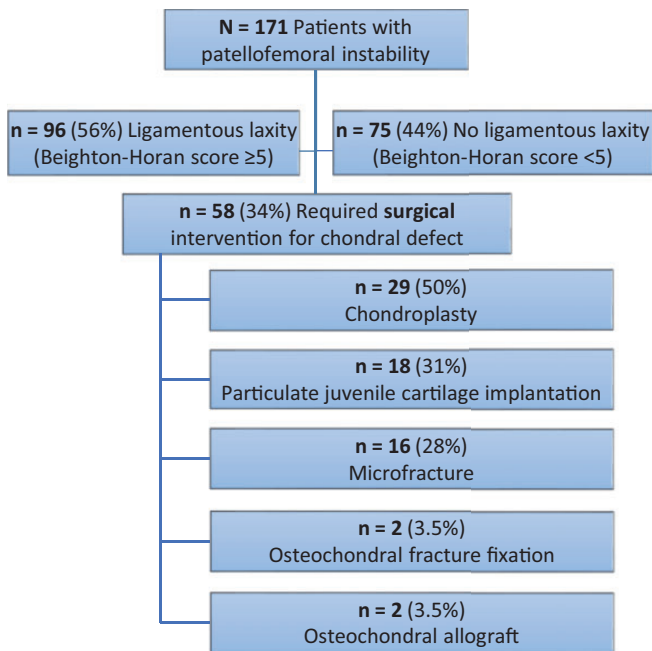 N = 171 Patients with
patellofemoral instability
n = 96 (56%) Ligamentous laxity
(Beighton-Horan score ≥5)
n = 75 (44%) No ligamentous laxity
(Beighton-Horan score <5)
n = 58 (34%) Required surgical
intervention for chondral defect
n = 29 (50%)
Chondroplasty
n = 18 (31%)
Particulate juvenile cartilage implantation
n = 16 (28%)
Microfracture
n = 2 (3.5%)
Osteochondral fracture fixation
n = 2 (3.5%)
Osteochondral allograft